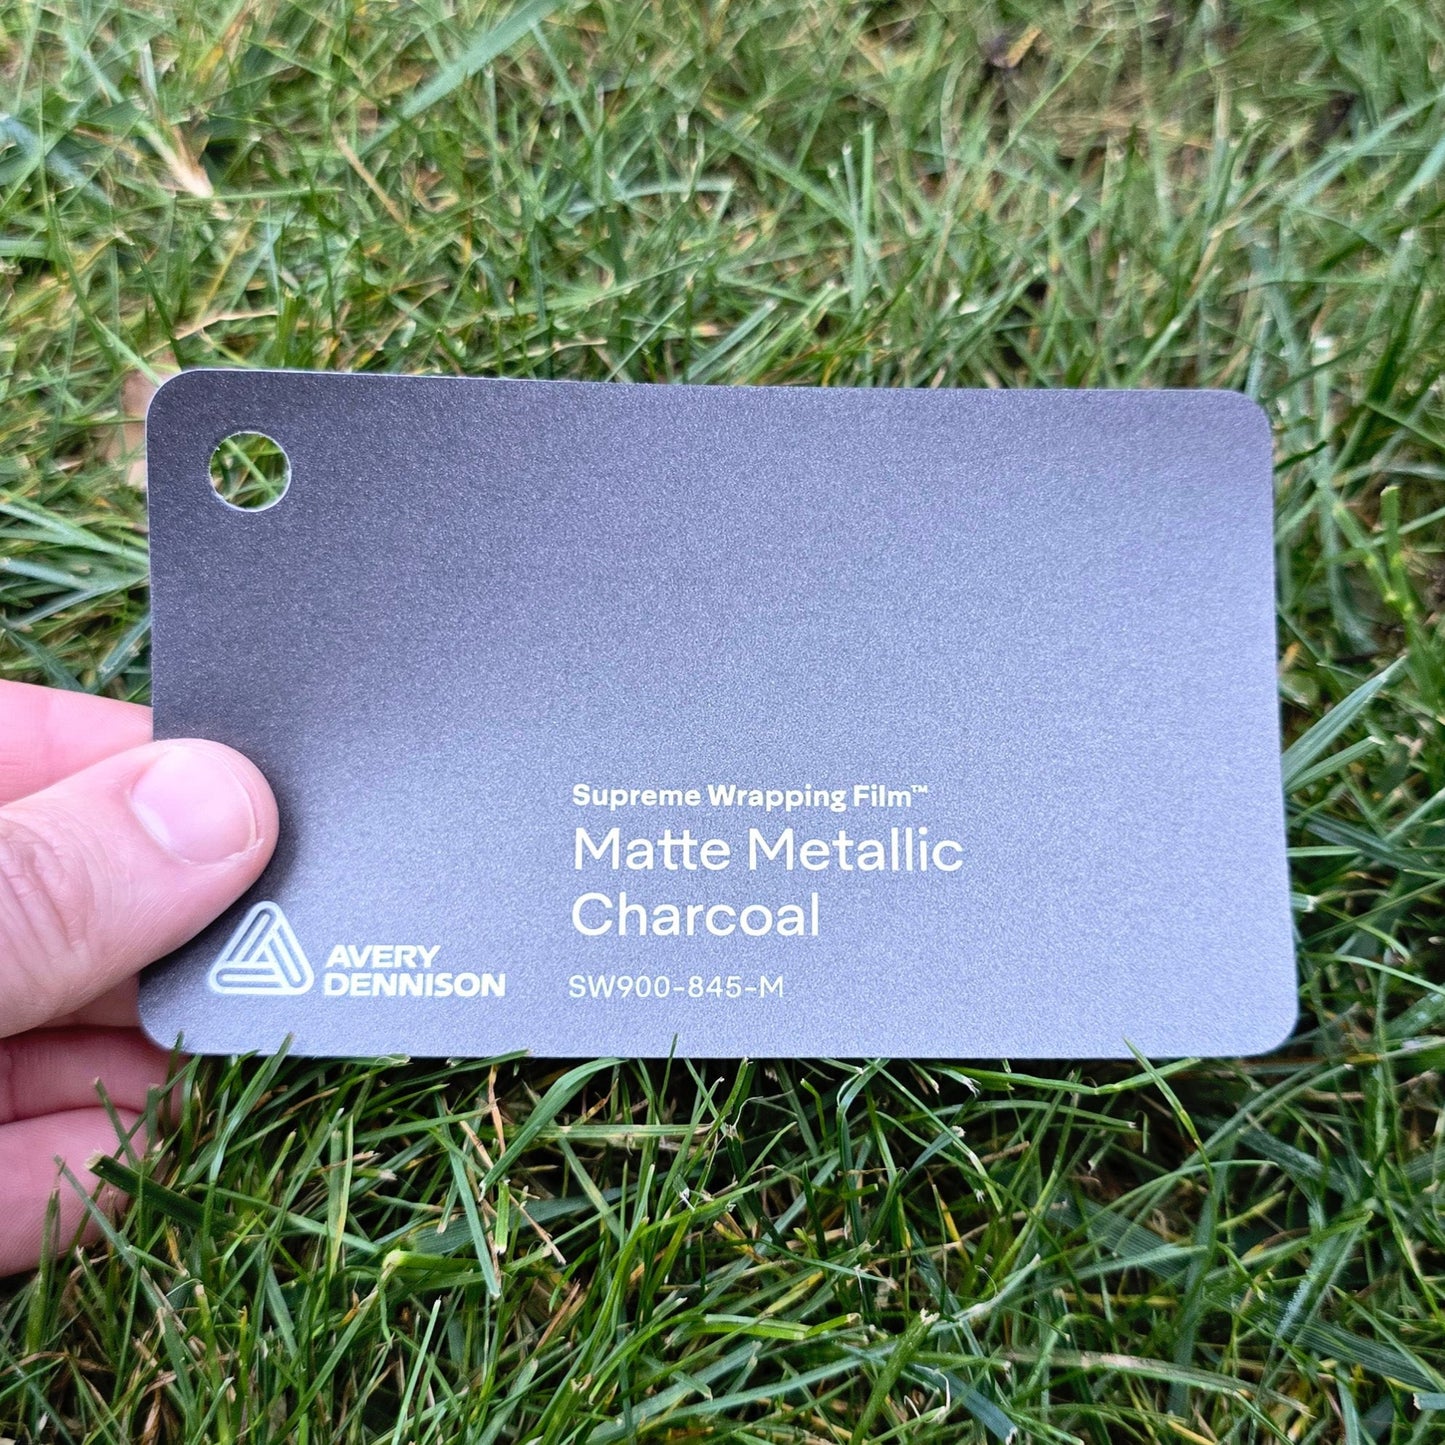 Supreme Wrapping Film™
Matte Metallic
Charcoal
SW900-845-M
AVERY
DENNISON